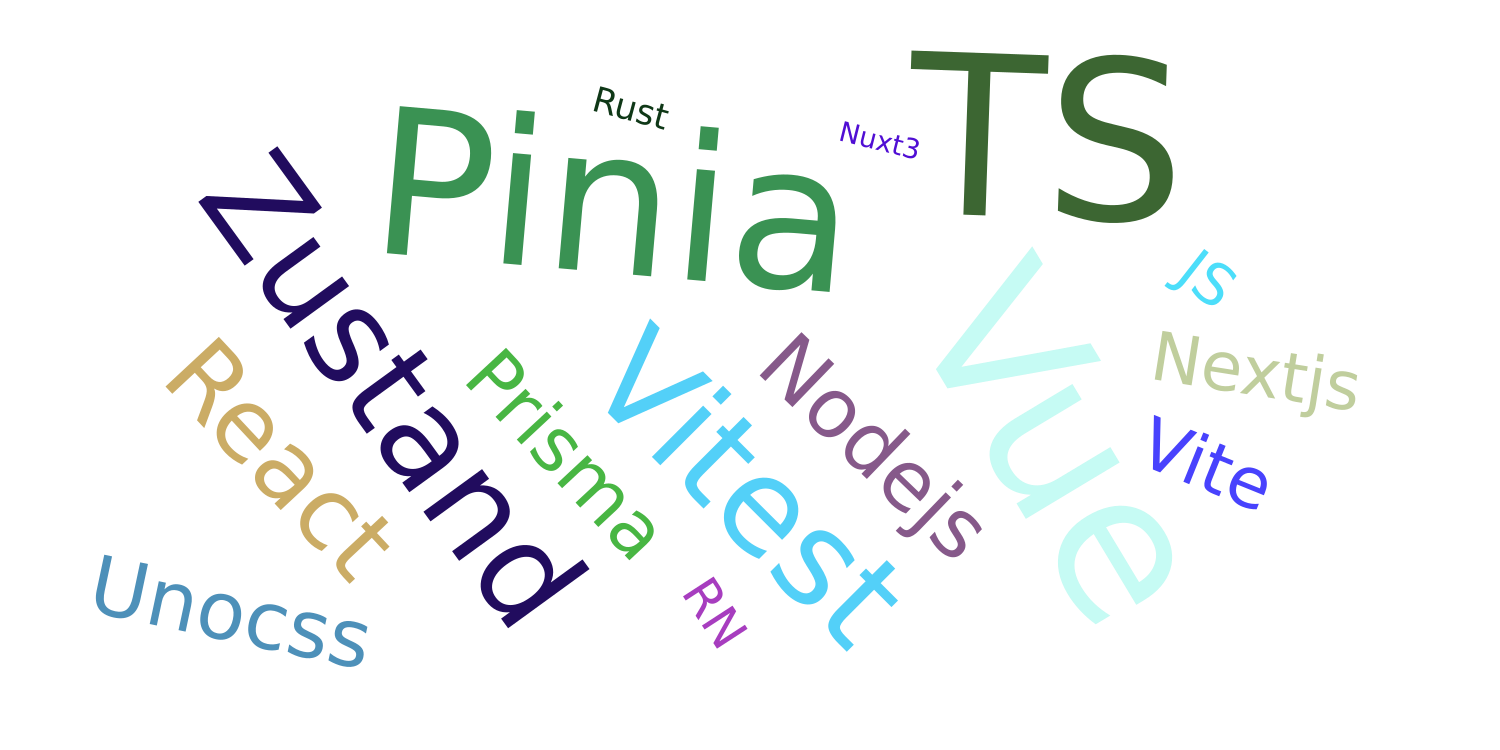 TS
Rust
Pinia
Nuxt3
Zustand
Vue
Js
Nextjs
React
Prisma
Vitest
Nodejs
Vite
Unocss
RN